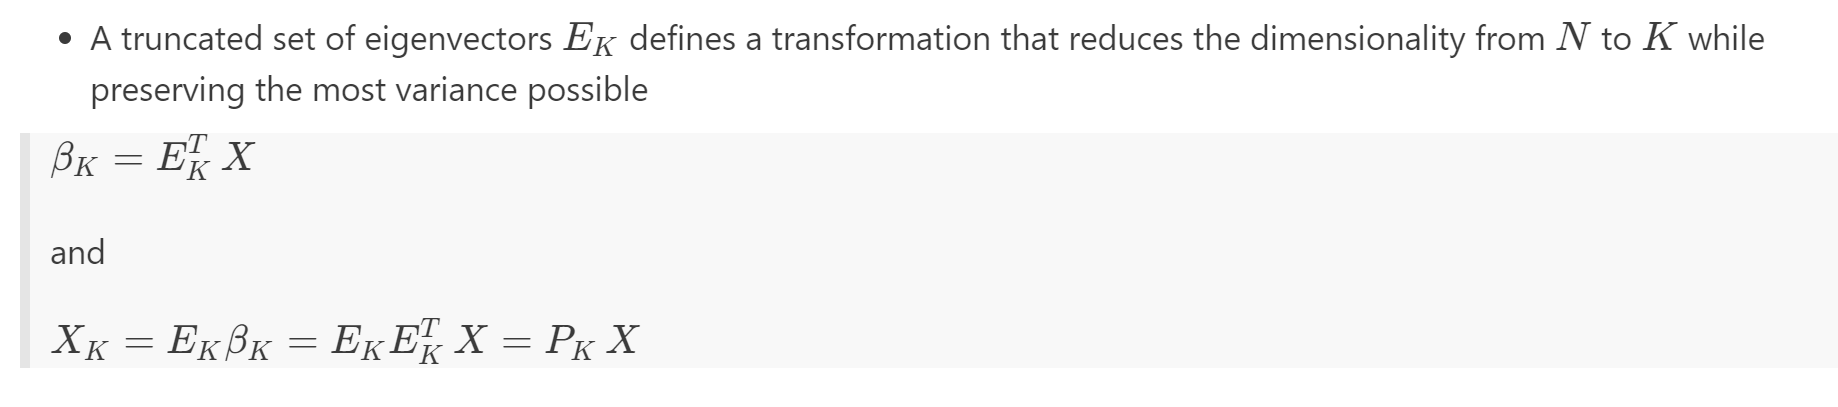 • A truncated set of eigenvectors $E_K$ defines a transformation that reduces the dimensionality from $N$ to $K$ while
preserving the most variance possible
$\beta_K = E_K^T X$
and
$X_K = E_K \beta_K = E_K E_K^T X = P_K X$